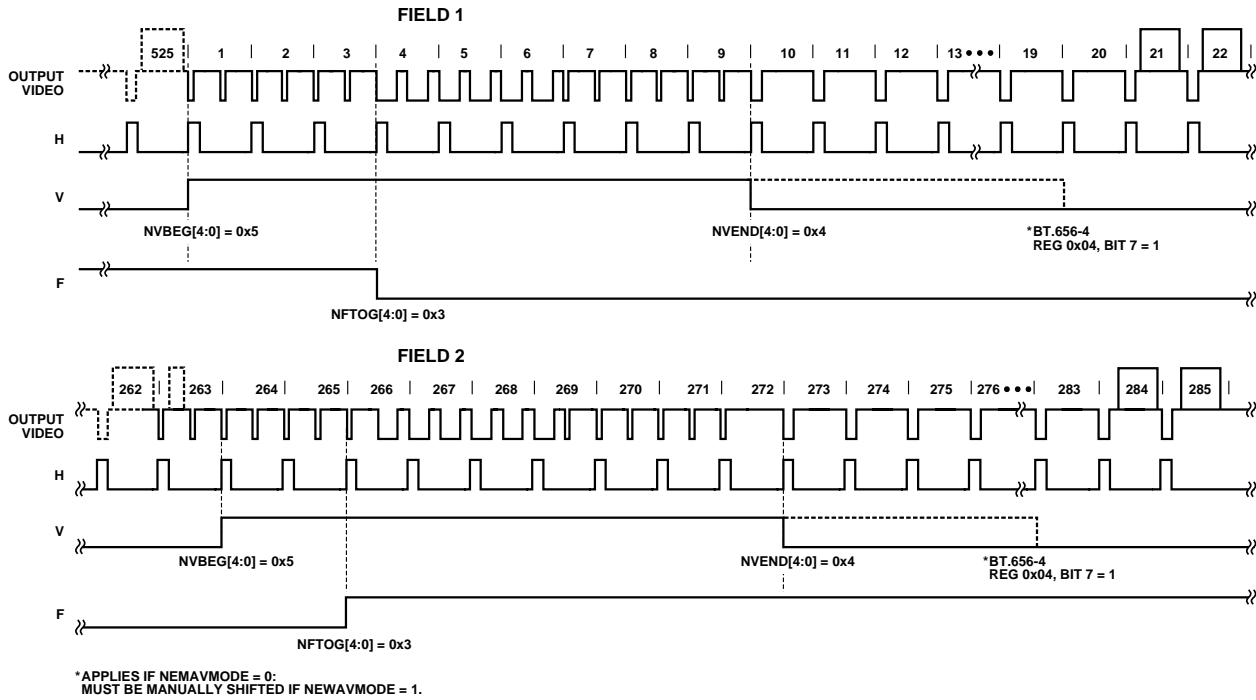 FIELD 1
525 | 1 | 2 | 3 | 4 | 5 | 6 | 7 | 8 | 9 | 10 | 11 | 12 | 13 ••• | 19 | 20 | 21 | 22 |
OUTPUT
VIDEO
H
V
NVBEG[4:0] = 0x5
NVEND[4:0] = 0x4
*BT.656-4
REG 0x04, BIT 7 = 1
F
NFTOG[4:0] = 0x3
FIELD 2
262 | 263 | 264 | 265 | 266 | 267 | 268 | 269 | 270 | 271 | 272 | 273 | 274 | 275 | 276 ••• | 283 | 284 | 285 |
OUTPUT
VIDEO
H
V
NVBEG[4:0] = 0x5
NVEND[4:0] = 0x4
*BT.656-4
REG 0x04, BIT 7 = 1
F
NFTOG[4:0] = 0x3
*APPLIES IF NEMAVMODE = 0:
MUST BE MANUALLY SHIFTED IF NEWAVMODE = 1.